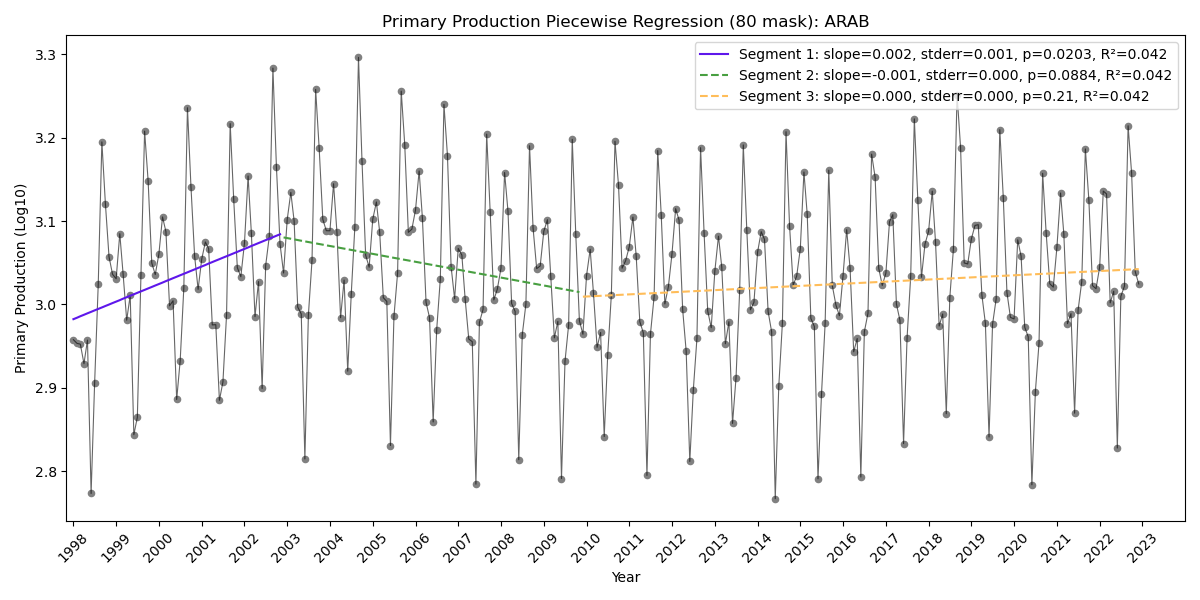 Primary Production Piecewise Regression (80 mask): ARAB
Segment 1: slope=0.002, stderr=0.001, p=0.0203, R²=0.042
Segment 2: slope=-0.001, stderr=0.000, p=0.0884, R²=0.042
Segment 3: slope=0.000, stderr=0.000, p=0.21, R²=0.042
Primary Production (Log10)
3.3
3.2
3.1
3.0
2.9
2.8
1998 1999 2000 2001 2002 2003 2004 2005 2006 2007 2008 2009 2010 2011 2012 2013 2014 2015 2016 2017 2018 2019 2020 2021 2022 2023
Year